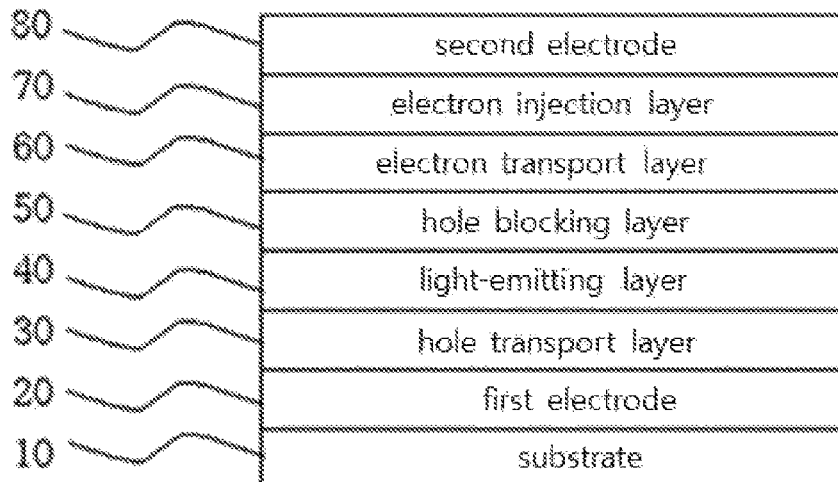 80 second electrode
70 electron injection layer
60 electron transport layer
50 hole blocking layer
40 light-emitting layer
30 hole transport layer
20 first electrode
10 substrate